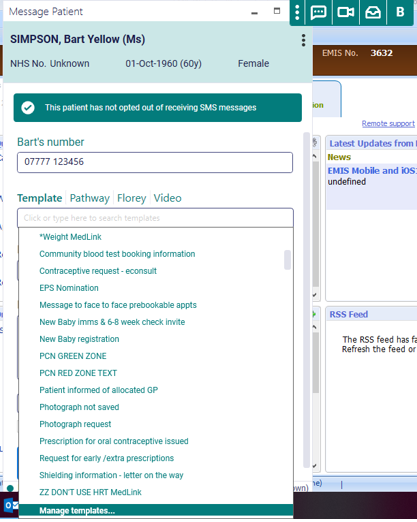 Message Patient
B
SIMPSON, Bart Yellow (Ms)
NHS No. Unknown 01-Oct-1960 (60y) Female
EMIS No. 3632
This patient has not opted out of receiving SMS messages
Remote support
Bart's number
07777 123456
Latest Updates from
News
EMIS Mobile and iOS
undefined
Template Pathway Florey Video
Click or type here to search templates
*Weight MedLink
Community blood test booking information
Contraceptive request - econsult
EPS Nomination
Message to face to face prebookable appts
New Baby imms & 6-8 week check invite
New Baby registration
PCN GREEN ZONE
PCN RED ZONE TEXT
Patient informed of allocated GP
Photograph not saved
Photograph request
Prescription for oral contraceptive issued
Request for early /extra prescriptions
Shielding information - letter on the way
ZZ DON'T USE HRT MedLink
Manage templates...
RSS Feed
The RSS feed has
Refresh the feed or